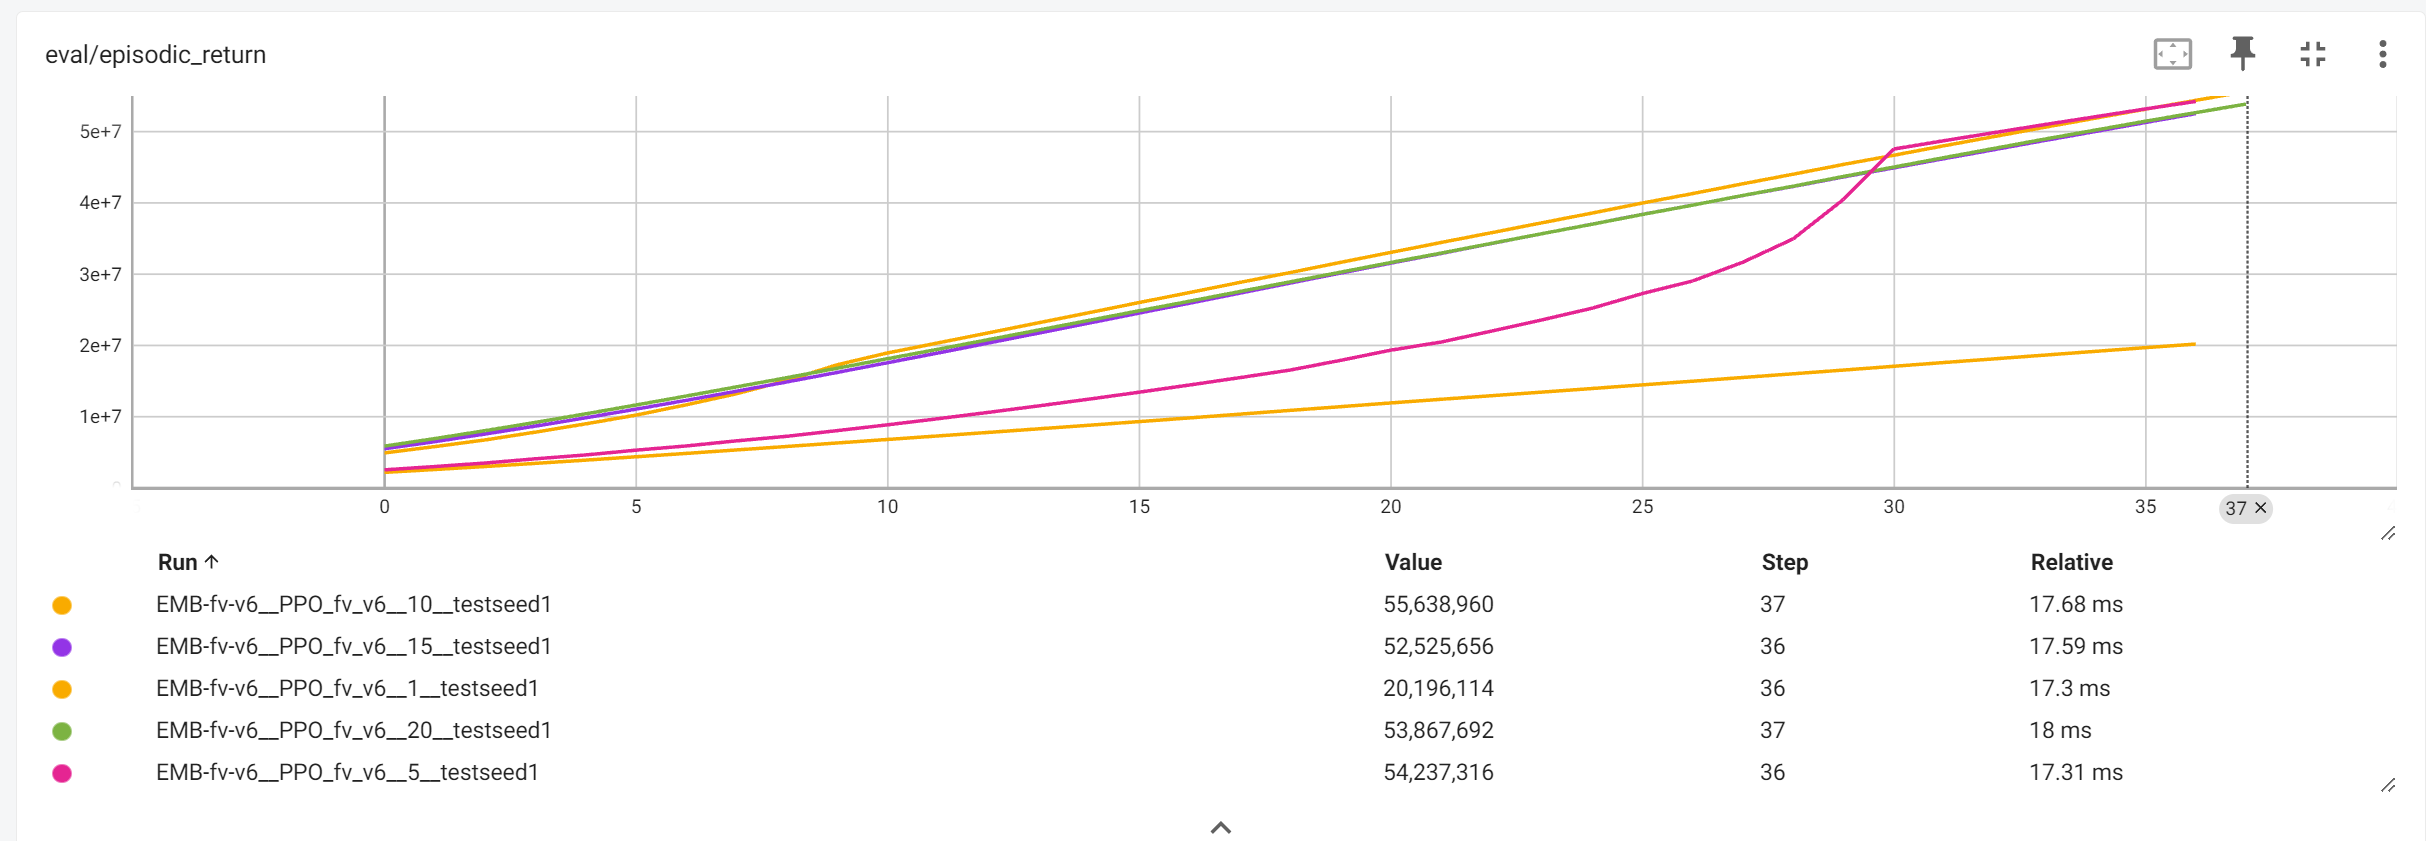 eval/episodic_return
5e+7
4e+7
3e+7
2e+7
1e+7
0
0 5 10 15 20 25 30 35 37 ×
Run ↑ Value Step Relative
EMB-fv-v6__PPO_fv_v6__10__testseed1 55,638,960 37 17.68 ms
EMB-fv-v6__PPO_fv_v6__15__testseed1 52,525,656 36 17.59 ms
EMB-fv-v6__PPO_fv_v6__1__testseed1 20,196,114 36 17.3 ms
EMB-fv-v6__PPO_fv_v6__20__testseed1 53,867,692 37 18 ms
EMB-fv-v6__PPO_fv_v6__5__testseed1 54,237,316 36 17.31 ms